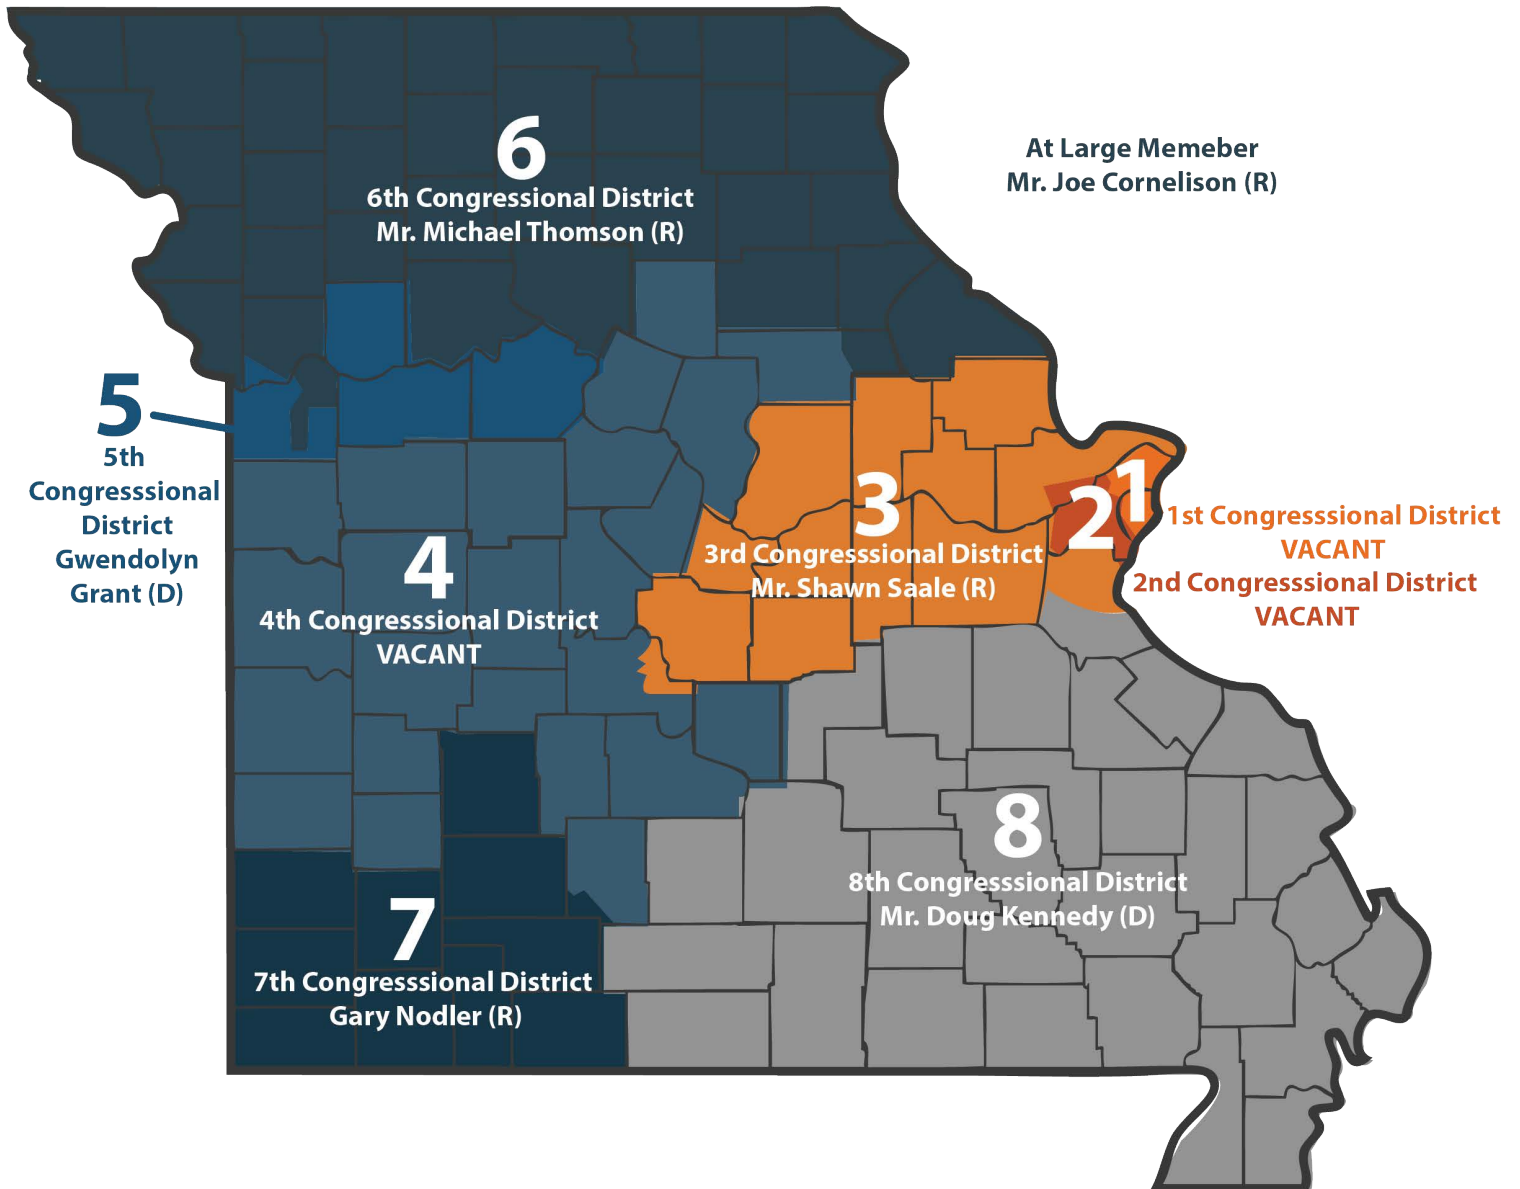 6
6th Congressional District
Mr. Michael Thomson (R)
At Large Memeber
Mr. Joe Cornelison (R)
5
5th
Congresssional
District
Gwendolyn
Grant (D)
4
4th Congresssional District
VACANT
3
3rd Congresssional District
Mr. Shawn Saale (R)
2
1
1st Congresssional District
VACANT
2nd Congresssional District
VACANT
8
8th Congresssional District
Mr. Doug Kennedy (D)
7
7th Congresssional District
Gary Nodler (R)